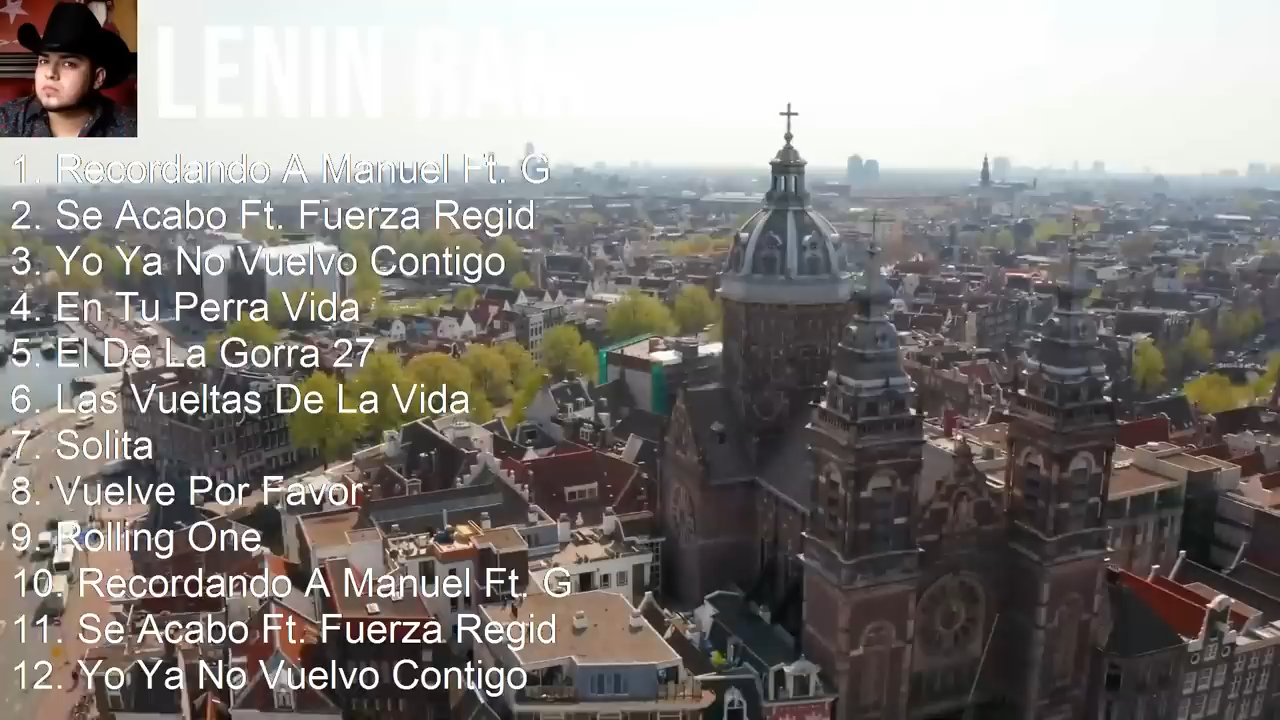 LENIN RAM
1. Recordando A Manuel Ft. G
2. Se Acabo Ft. Fuerza Regid
3. Yo Ya No Vuelvo Contigo
4. En Tu Perra Vida
5. El De La Gorra 27
6. Las Vueltas De La Vida
7. Solita
8. Vuelve Por Favor
9. Rolling One
10. Recordando A Manuel Ft. G
11. Se Acabo Ft. Fuerza Regid
12. Yo Ya No Vuelvo Contigo